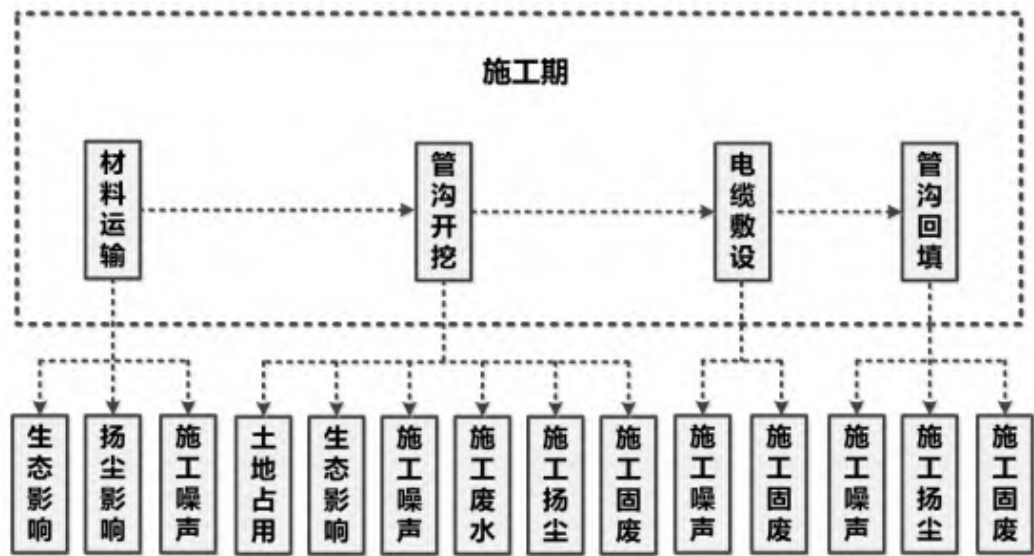 施工期
材料运输
管沟开挖
电缆敷设
管沟回填
生态影响
扬尘影响
施工噪声
土地占用
生态影响
施工噪声
施工废水
施工扬尘
施工固废
施工噪声
施工固废
施工噪声
施工扬尘
施工固废